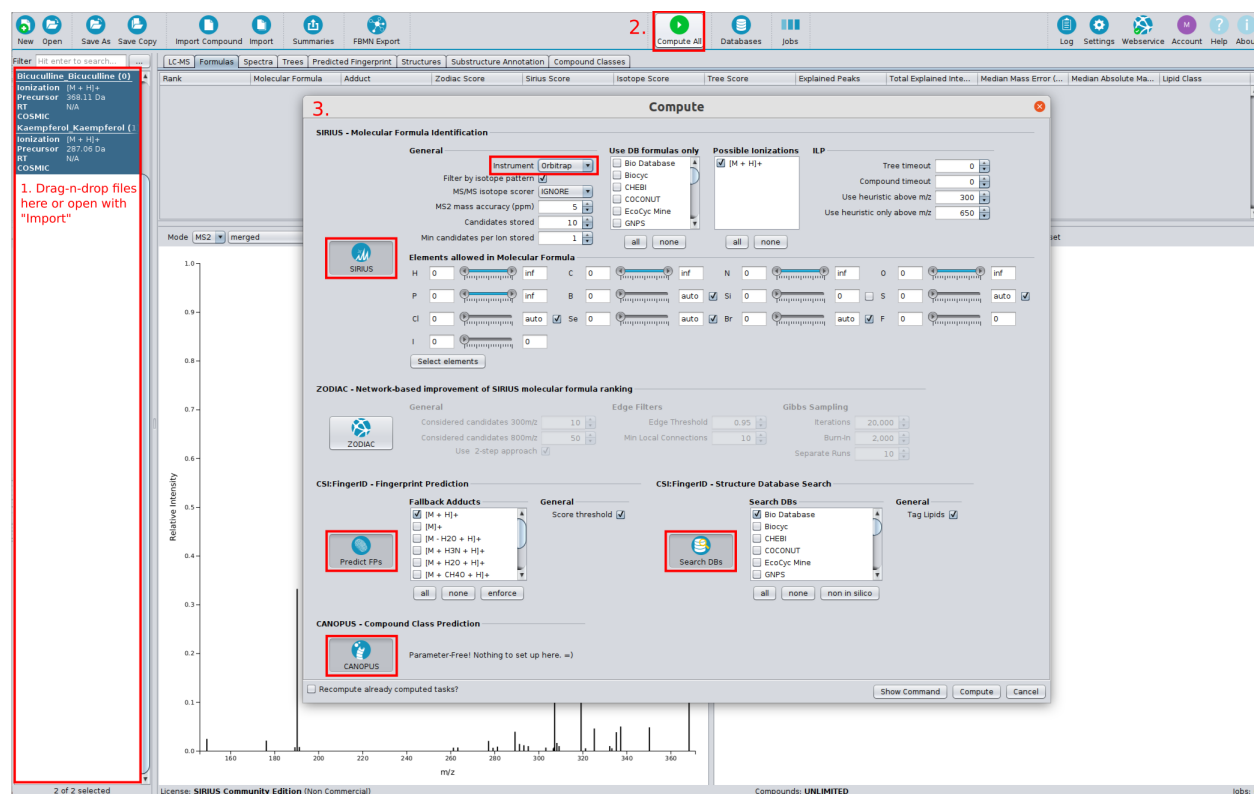 2.
New Open Save As Save Copy Import Compound Import Summaries FBMN Export Compute All Databases Jobs Log Settings Webservice Account Help Abou
M ? i
Filter Hit enter to search... ...
LC-MS Formulas Spectra Trees Predicted Fingerprint Structures Substructure Annotation Compound Classes
Rank Molecular Formula Adduct Zodiac Score Sirius Score Isotope Score Tree Score Explained Peaks Total Explained Inte... Median Mass Error (... Median Absolute Ma... Lipid Class
Bicuculline_Bicuculline {0}
Ionization [M + H]+
Precursor 368.11 Da
RT N/A
COSMIC
Kaempferol_Kaempferol {1
Ionization [M + H]+
Precursor 287.06 Da
RT N/A
COSMIC
1. Drag-n-drop files
here or open with
"Import"
2 of 2 selected
3.
Compute
SIRIUS - Molecular Formula Identification
SIRIUS
General
Instrument Orbitrap
Filter by isotope pattern
MS/MS isotope scorer IGNORE
MS2 mass accuracy (ppm) 5
Candidates stored 10
Min candidates per Ion stored 1
Use DB formulas only
Bio Database
Biocyc
CHEBI
COCONUT
EcoCyc Mine
GNPS
all none
Possible Ionizations
[M + H]+
all none
ILP
Tree timeout 0
Compound timeout 0
Use heuristic above m/z 300
Use heuristic only above m/z 650
Elements allowed in Molecular Formula
H 0 inf C 0 inf N 0 inf O 0 inf
P 0 inf B 0 auto Si 0 0 S 0 auto
Cl 0 auto Se 0 auto Br 0 auto F 0 0
I 0 0
Select elements
ZODIAC - Network-based improvement of SIRIUS molecular formula ranking
ZODIAC
General
Considered candidates 300m/z 10
Considered candidates 800m/z 50
Use 2-step approach
Edge Filters
Edge Threshold 0.95
Min Local Connections 10
Gibbs Sampling
Iterations 20,000
Burn-in 2,000
Separate Runs 10
CSI:FingerID - Fingerprint Prediction
Predict FPs
Fallback Adducts
[M + H]+
[M]+
[M - H2O + H]+
[M + H3N + H]+
[M + H2O + H]+
[M + CH4O + H]+
all none enforce
General
Score threshold
CSI:FingerID - Structure Database Search
Search DBs
Search DBs
Bio Database
Biocyc
CHEBI
COCONUT
EcoCyc Mine
GNPS
all none non in silico
General
Tag Lipids
CANOPUS - Compound Class Prediction
CANOPUS
Parameter-Free! Nothing to set up here. =)
Recompute already computed tasks?
Show Command Compute Cancel
Mode MS2 merged
set
Relative Intensity
1.0
0.9
0.8
0.7
0.6
0.5
0.4
0.3
0.2
0.1
0.0
160 180 200 220 240 260 280 300 320 340 360
m/z
License: SIRIUS Community Edition (Non Commercial)
Compounds: UNLIMITED
Jobs: